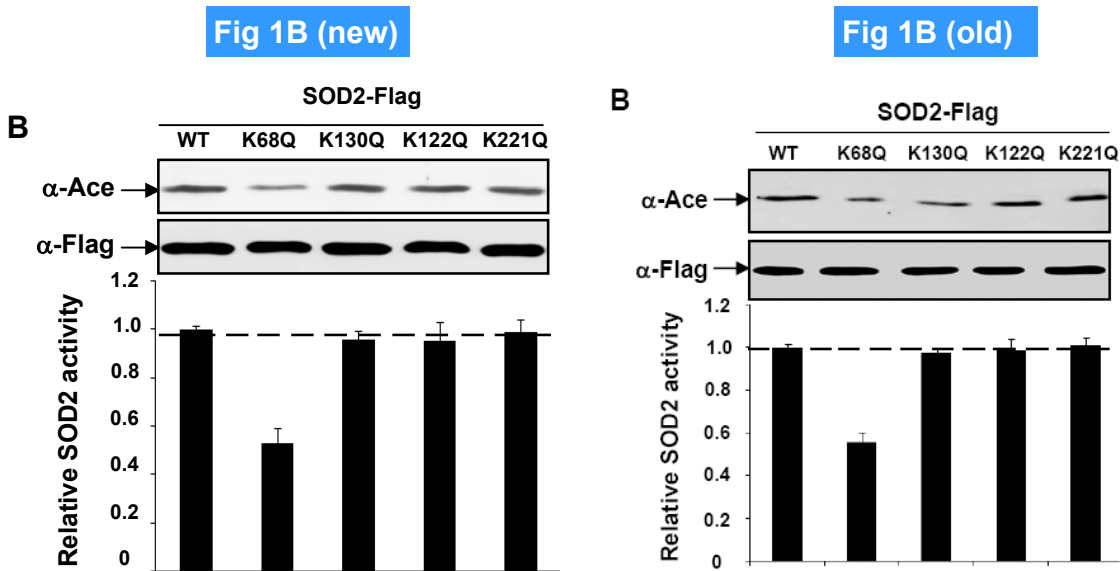 Fig 1B (new)
B
SOD2-Flag
WT K68Q K130Q K122Q K221Q
α-Ace
α-Flag
Relative SOD2 activity
1.2
1.0
0.8
0.6
0.4
0.2
0
Fig 1B (old)
B
SOD2-Flag
WT K68Q K130Q K122Q K221Q
α-Ace
α-Flag
Relative SOD2 activity
1.2
1.0
0.8
0.6
0.4
0.2
0